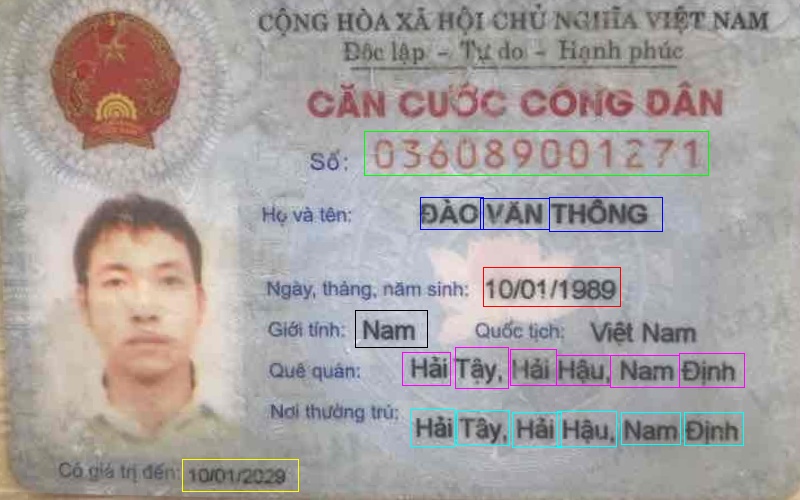 CỘNG HÒA XÃ HỘI CHỦ NGHĨA VIỆT NAM
Độc lập - Tự do - Hạnh phúc
CĂN CƯỚC CÔNG DÂN
Số: 036089001271
Họ và tên: ĐÀO VĂN THÔNG
Ngày, tháng, năm sinh: 10/01/1989
Giới tính: Nam Quốc tịch: Việt Nam
Quê quán: Hải Tây, Hải Hậu, Nam Định
Nơi thường trú: Hải Tây, Hải Hậu, Nam Định
Có giá trị đến: 10/01/2029